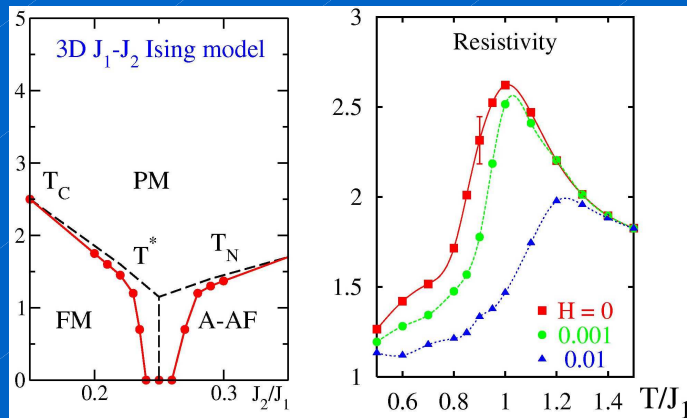 3D J₁-J₂ Ising model
5
4
3
2
1
0
T_C
PM
T*
T_N
FM
A-AF
0.2
0.3
J₂/J₁
Resistivity
3
2.5
2
1.5
1
H = 0
0.001
0.01
0.6
0.8
1
1.2
1.4
T/J₁